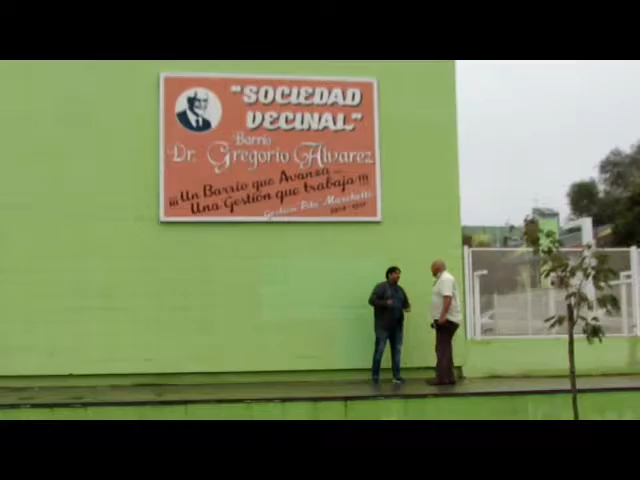 "SOCIEDAD
VECINAL"
Barrio
Dr. Gregorio Alvarez
¡¡¡ Un Barrio que Avanza...
Una Gestión que trabaja !!!